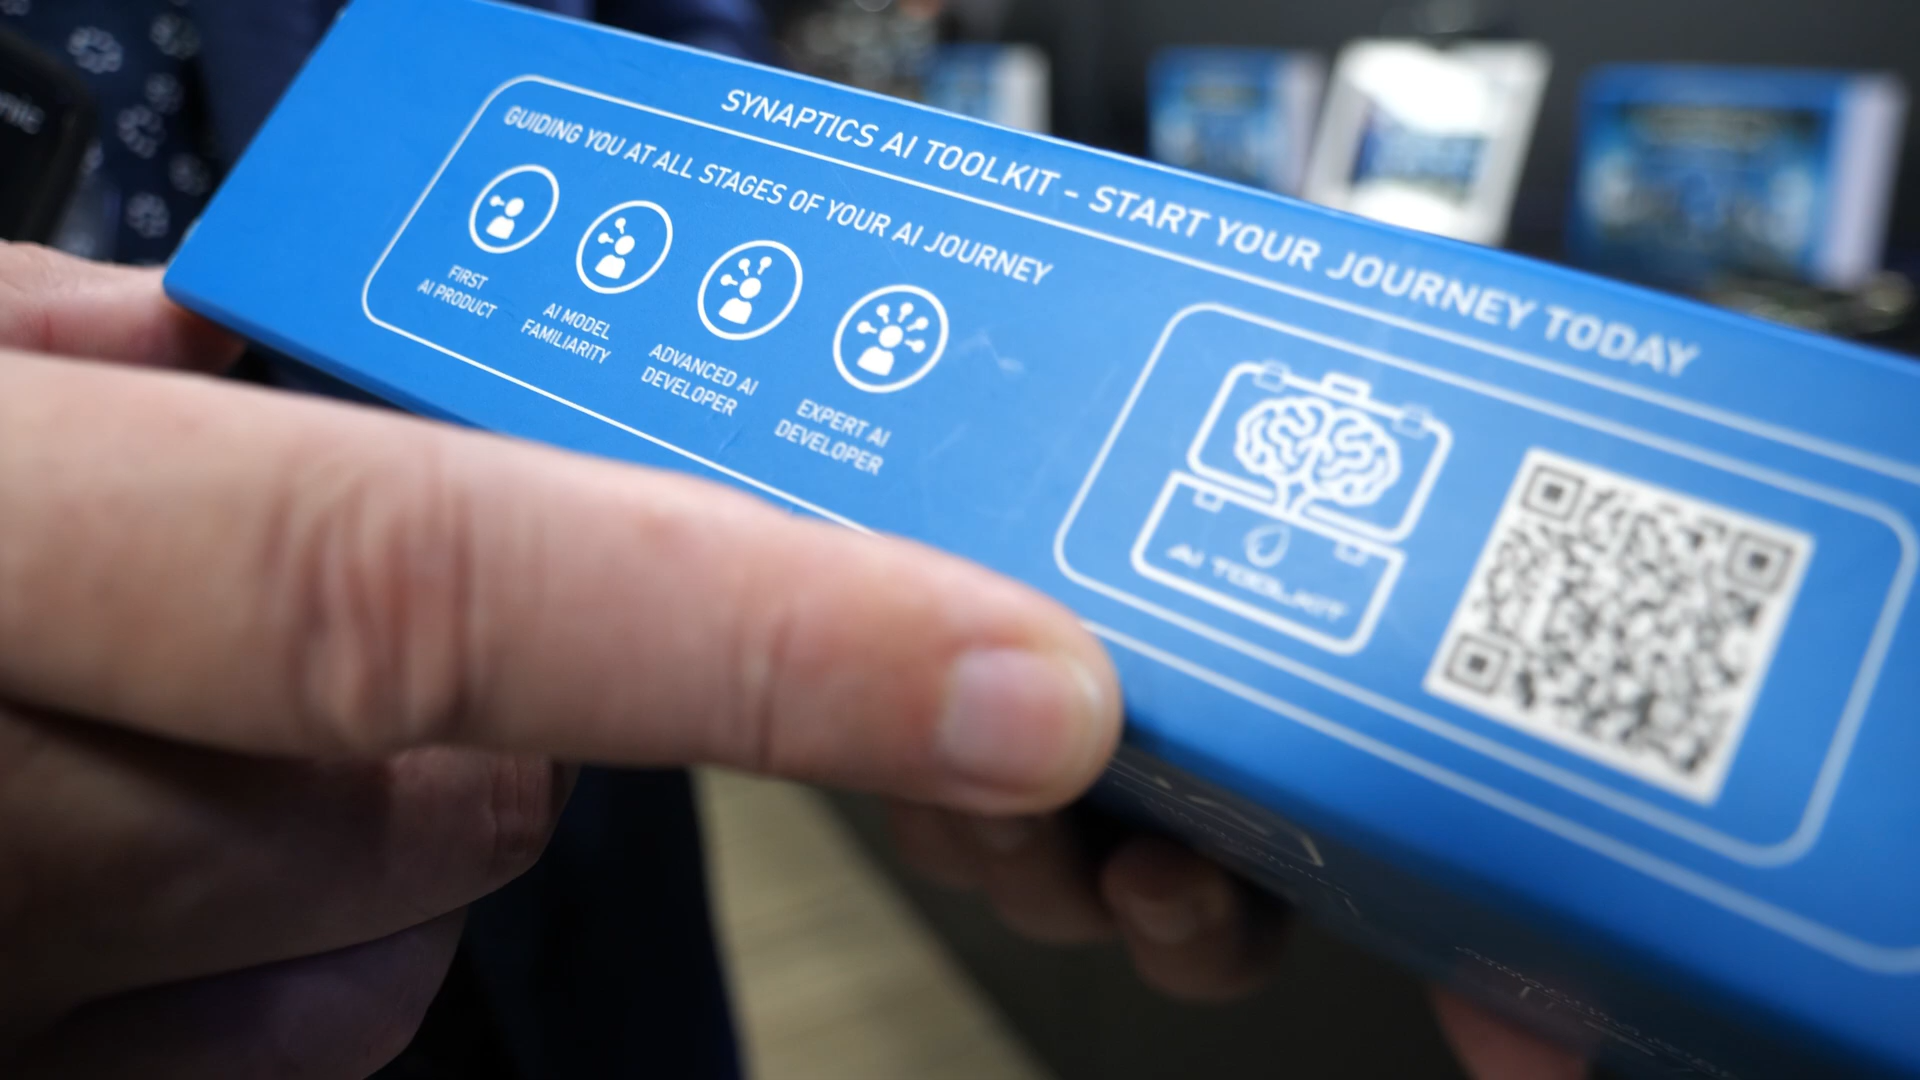 SYNAPTICS AI TOOLKIT - START YOUR JOURNEY TODAY
GUIDING YOU AT ALL STAGES OF YOUR AI JOURNEY
FIRST
AI PRODUCT
AI MODEL
FAMILIARITY
ADVANCED AI
DEVELOPER
EXPERT AI
DEVELOPER
AI TOOLKIT